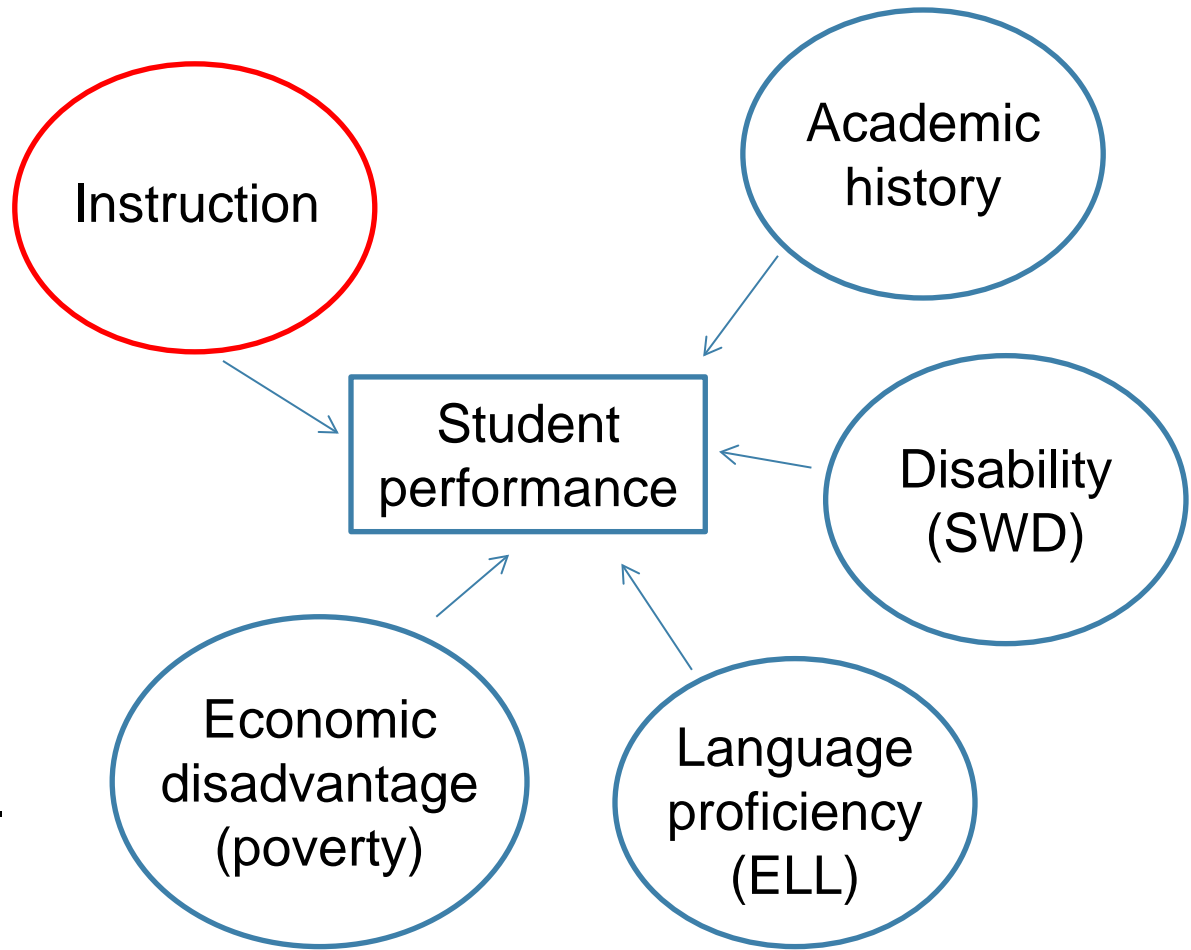 Instruction
Academic
history
Student
performance
Disability
(SWD)
Economic
disadvantage
(poverty)
Language
proficiency
(ELL)
.